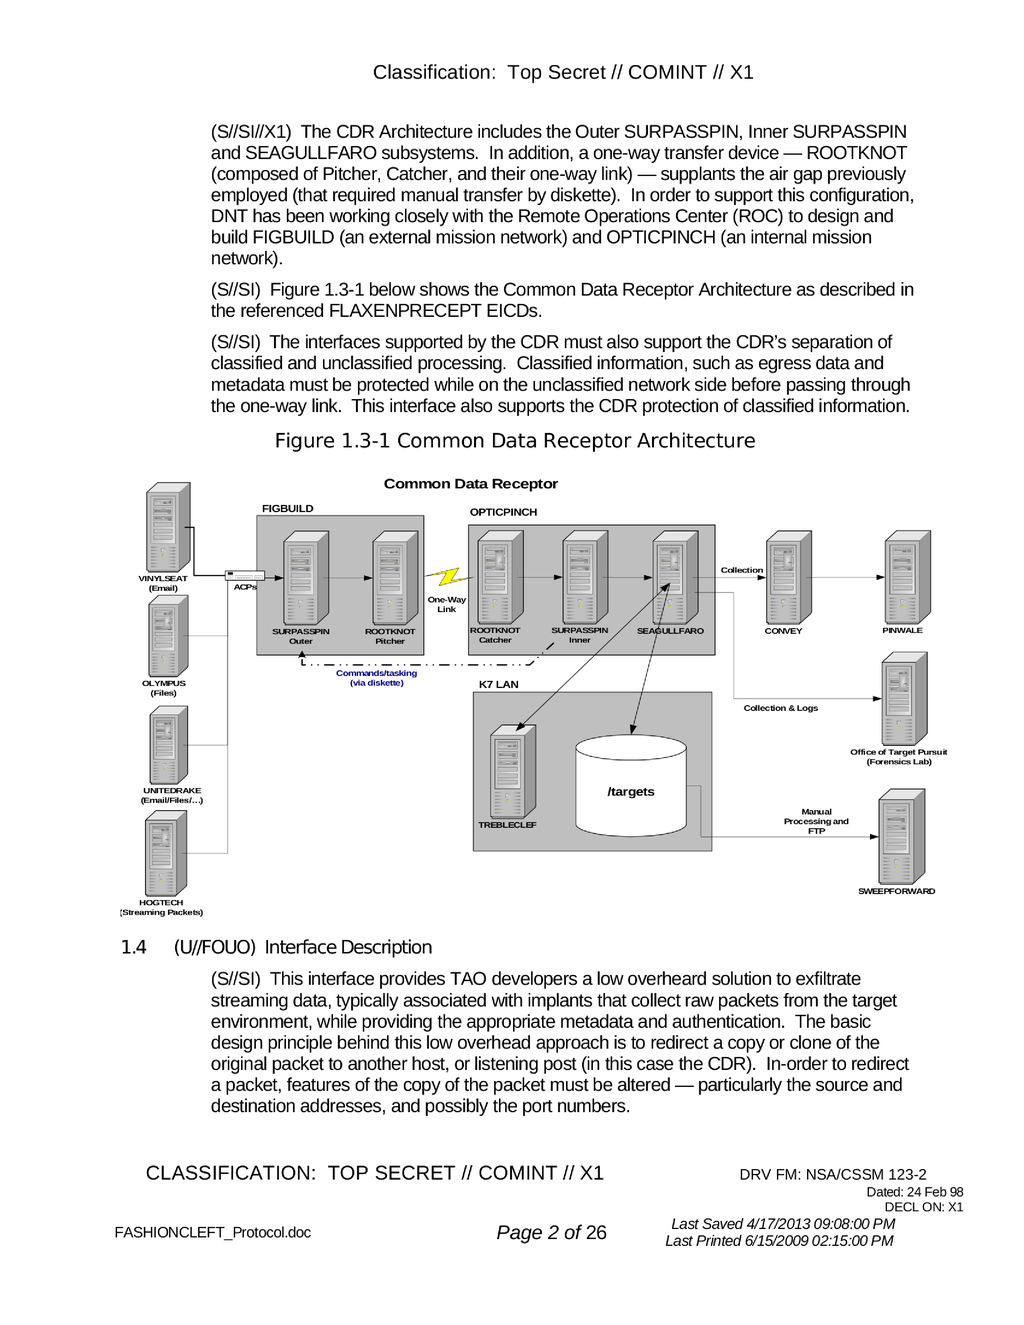 Classification:  Top Secret // COMINT // X1
(S//SI//X1)  The CDR Architecture includes the Outer SURPASSPIN, Inner SURPASSPIN
and SEAGULLFARO subsystems.  In addition, a one-way transfer device — ROOTKNOT
(composed of Pitcher, Catcher, and their one-way link) — supplants the air gap previously
employed (that required manual transfer by diskette).  In order to support this configuration,
DNT has been working closely with the Remote Operations Center (ROC) to design and
build FIGBUILD (an external mission network) and OPTICPINCH (an internal mission
network).
(S//SI)  Figure 1.3-1 below shows the Common Data Receptor Architecture as described in
the referenced FLAXENPRECEPT EICDs.
(S//SI)  The interfaces supported by the CDR must also support the CDR's separation of
classified and unclassified processing.  Classified information, such as egress data and
metadata must be protected while on the unclassified network side before passing through
the one-way link.  This interface also supports the CDR protection of classified information.
Figure 1.3-1 Common Data Receptor Architecture
Common Data Receptor
FIGBUILD
OPTICPINCH
VINYLSEAT
(Email)
ACPs
SURPASSPIN
Outer
ROOTKNOT
Pitcher
One-Way
Link
ROOTKNOT
Catcher
SURPASSPIN
Inner
SEAGULLFARO
Collection
CONVEY
PINWALE
OLYMPUS
(Files)
Commands/tasking
(via diskette)
K7 LAN
Collection & Logs
Office of Target Pursuit
(Forensics Lab)
UNITEDRAKE
(Email/Files/…)
TREBLECLEF
/targets
Manual
Processing and
FTP
SWEEPFORWARD
HOGTECH
(Streaming Packets)
1.4    (U//FOUO)  Interface Description
(S//SI)  This interface provides TAO developers a low overheard solution to exfiltrate
streaming data, typically associated with implants that collect raw packets from the target
environment, while providing the appropriate metadata and authentication.  The basic
design principle behind this low overhead approach is to redirect a copy or clone of the
original packet to another host, or listening post (in this case the CDR).  In-order to redirect
a packet, features of the copy of the packet must be altered — particularly the source and
destination addresses, and possibly the port numbers.
CLASSIFICATION:  TOP SECRET // COMINT // X1
DRV FM: NSA/CSSM 123-2
Dated: 24 Feb 98
DECL ON: X1
FASHIONCLEFT_Protocol.doc
Page 2 of 26
Last Saved 4/17/2013 09:08:00 PM
Last Printed 6/15/2009 02:15:00 PM